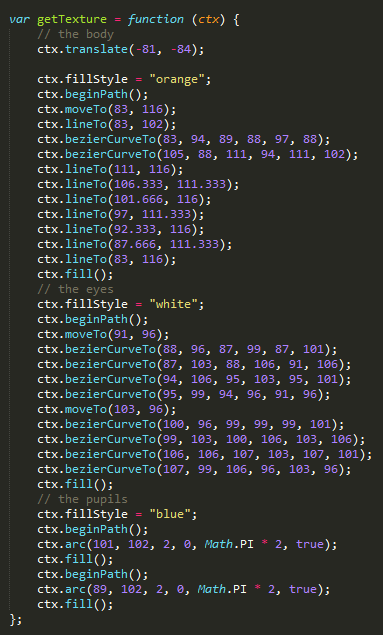 var getTexture = function (ctx) {
    // the body
    ctx.translate(-81, -84);

    ctx.fillStyle = "orange";
    ctx.beginPath();
    ctx.moveTo(83, 116);
    ctx.lineTo(83, 102);
    ctx.bezierCurveTo(83, 94, 89, 88, 97, 88);
    ctx.bezierCurveTo(105, 88, 111, 94, 111, 102);
    ctx.lineTo(111, 116);
    ctx.lineTo(106.333, 111.333);
    ctx.lineTo(101.666, 116);
    ctx.lineTo(97, 111.333);
    ctx.lineTo(92.333, 116);
    ctx.lineTo(87.666, 111.333);
    ctx.lineTo(83, 116);
    ctx.fill();
    // the eyes
    ctx.fillStyle = "white";
    ctx.beginPath();
    ctx.moveTo(91, 96);
    ctx.bezierCurveTo(88, 96, 87, 99, 87, 101);
    ctx.bezierCurveTo(87, 103, 88, 106, 91, 106);
    ctx.bezierCurveTo(94, 106, 95, 103, 95, 101);
    ctx.bezierCurveTo(95, 99, 94, 96, 91, 96);
    ctx.moveTo(103, 96);
    ctx.bezierCurveTo(100, 96, 99, 99, 99, 101);
    ctx.bezierCurveTo(99, 103, 100, 106, 103, 106);
    ctx.bezierCurveTo(106, 106, 107, 103, 107, 101);
    ctx.bezierCurveTo(107, 99, 106, 96, 103, 96);
    ctx.fill();
    // the pupils
    ctx.fillStyle = "blue";
    ctx.beginPath();
    ctx.arc(101, 102, 2, 0, Math.PI * 2, true);
    ctx.fill();
    ctx.beginPath();
    ctx.arc(89, 102, 2, 0, Math.PI * 2, true);
    ctx.fill();
};